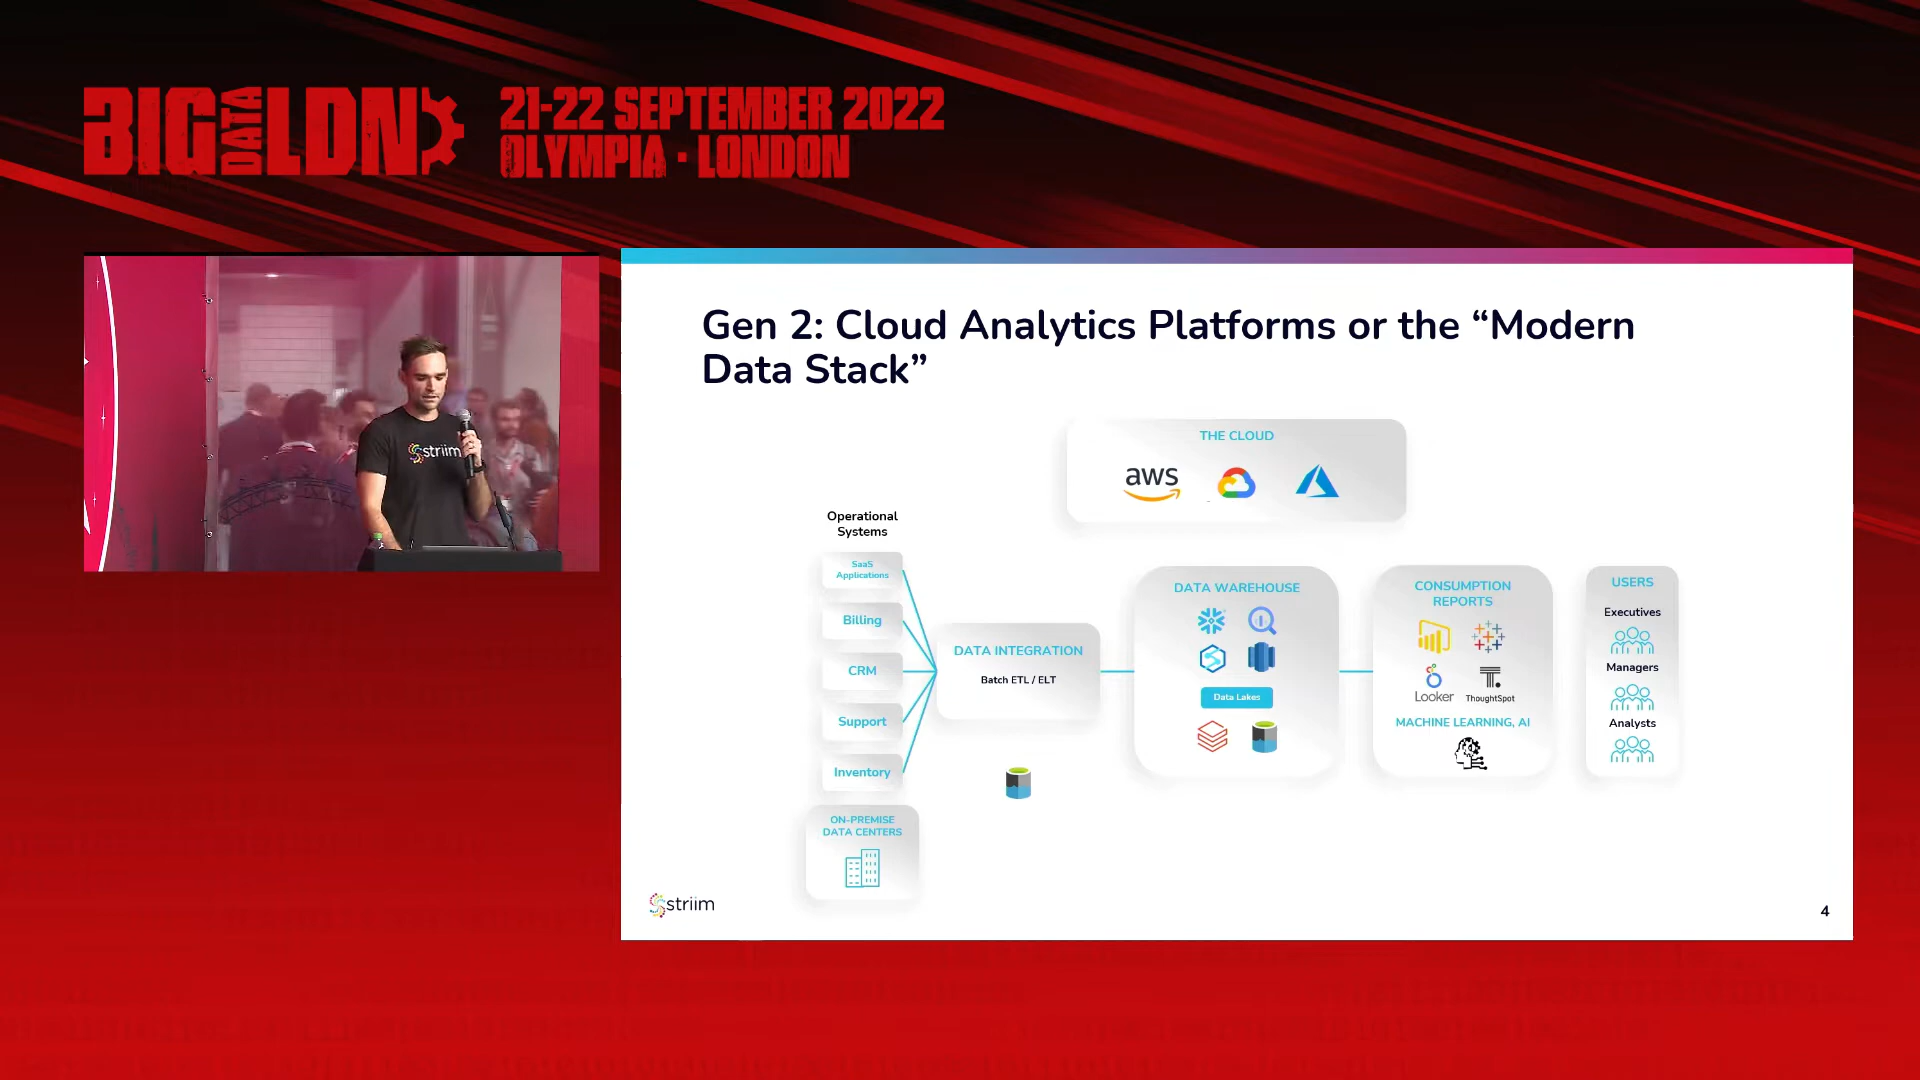 BIG DATA LDN
21-22 SEPTEMBER 2022
OLYMPIA · LONDON
striim
Gen 2: Cloud Analytics Platforms or the “Modern
Data Stack”
THE CLOUD
aws
Operational
Systems
SaaS
Applications
Billing
CRM
Support
Inventory
ON-PREMISE
DATA CENTERS
DATA INTEGRATION
Batch ETL / ELT
DATA WAREHOUSE
Data Lakes
CONSUMPTION
REPORTS
Looker
ThoughtSpot
MACHINE LEARNING, AI
USERS
Executives
Managers
Analysts
striim
4